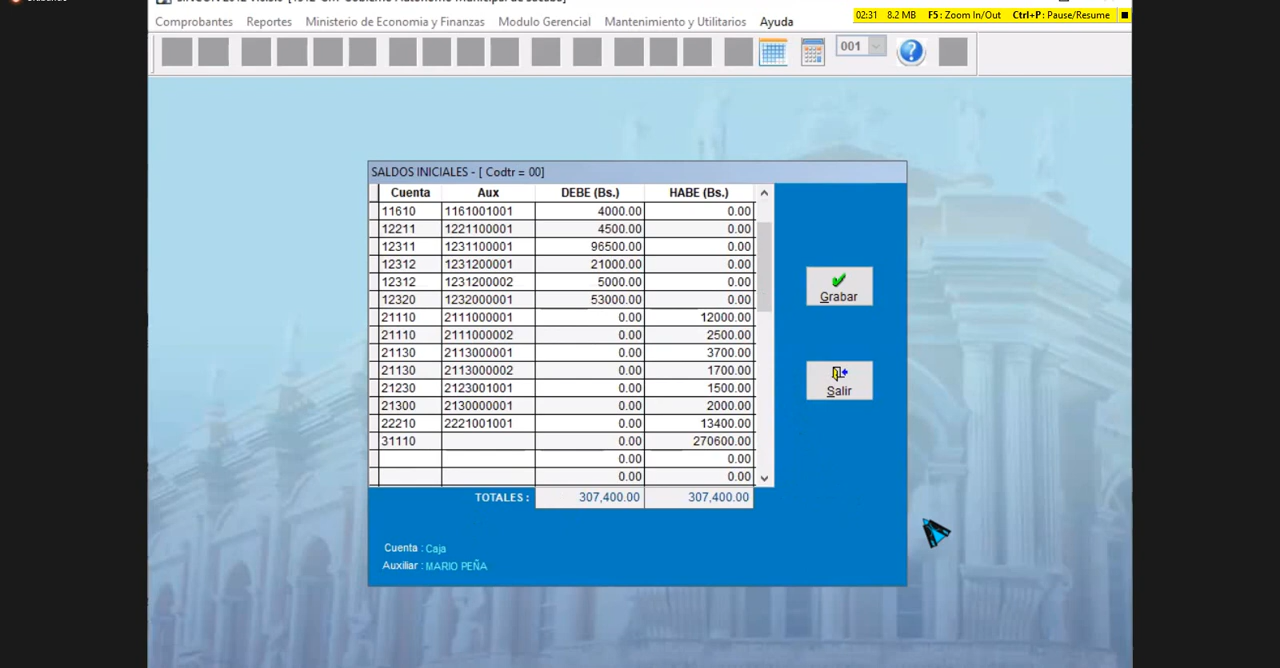 Comprobantes Reportes Ministerio de Economia y Finanzas Modulo Gerencial Mantenimiento y Utilitarios Ayuda
02:31 8.2 MB F5: Zoom In/Out Ctrl+P: Pause/Resume
001
SALDOS INICIALES - [ Codtr = 00]
Cuenta Aux DEBE (Bs.) HABE (Bs.)
11610 1161001001 4000.00 0.00
12211 1221100001 4500.00 0.00
12311 1231100001 96500.00 0.00
12312 1231200001 21000.00 0.00
12312 1231200002 5000.00 0.00
12320 1232000001 53000.00 0.00
21110 2111000001 0.00 12000.00
21110 2111000002 0.00 2500.00
21130 2113000001 0.00 3700.00
21130 2113000002 0.00 1700.00
21230 2123001001 0.00 1500.00
21300 2130000001 0.00 2000.00
22210 2221001001 0.00 13400.00
31110 0.00 270600.00
0.00 0.00
0.00 0.00
TOTALES : 307,400.00 307,400.00
Grabar
Salir
Cuenta : Caja
Auxiliar : MARIO PEÑA